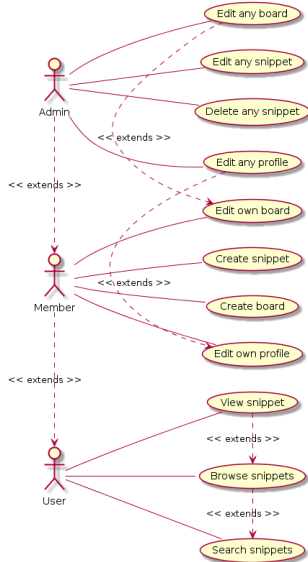 Edit any board
Edit any snippet
Delete any snippet
Admin
<< extends >>
Edit any profile
<< extends >>
Edit own board
Create snippet
<< extends >>
Member
Create board
Edit own profile
<< extends >>
View snippet
<< extends >>
Browse snippets
User
<< extends >>
Search snippets